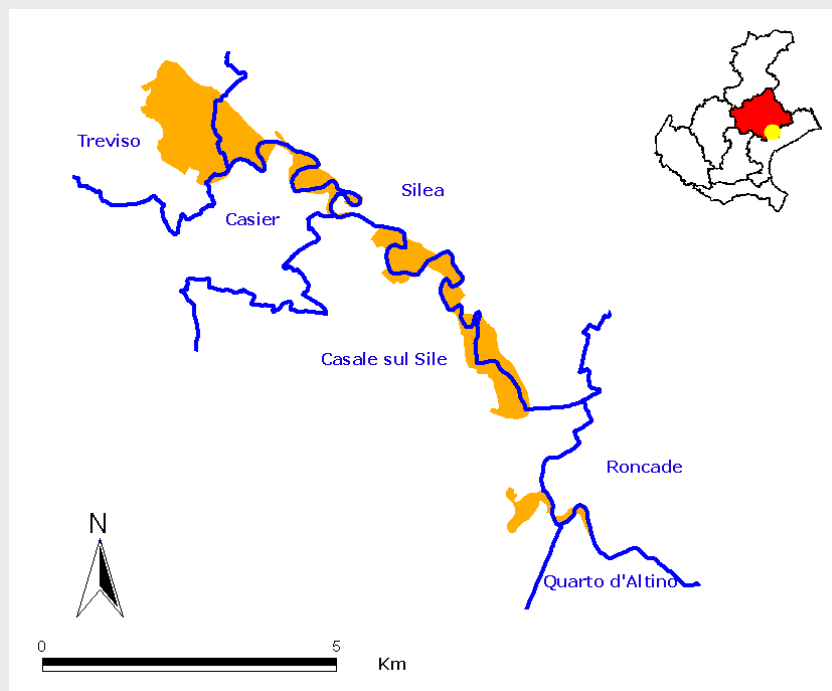 Treviso
Silea
Casier
Casale sul Sile
Roncade
N
Quarto d'Altino
0 5
Km